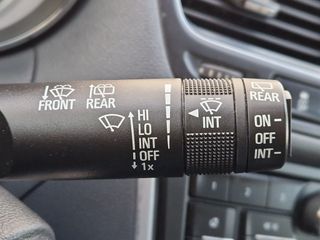 FRONT REAR
HI
LO
INT
OFF
1x
INT
REAR
ON
OFF
INT